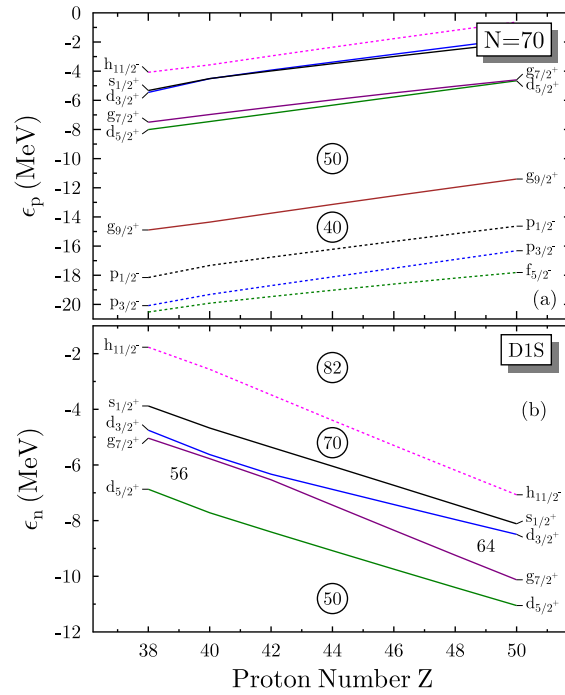 0
-2
-4
-6
-8
-10
-12
-14
-16
-18
-20
ϵp (MeV)
N=70
h11/2-
s1/2+
d3/2+
g7/2+
d5/2+
g9/2+
p1/2-
p3/2-
g7/2+
d5/2+
g9/2+
p1/2-
p3/2-
f5/2-
50
40
(a)
-2
-4
-6
-8
-10
-12
ϵn (MeV)
D1S
(b)
h11/2-
s1/2+
d3/2+
g7/2+
d5/2+
82
70
56
64
50
h11/2-
s1/2+
d3/2+
g7/2+
d5/2+
38 40 42 44 46 48 50
Proton Number Z